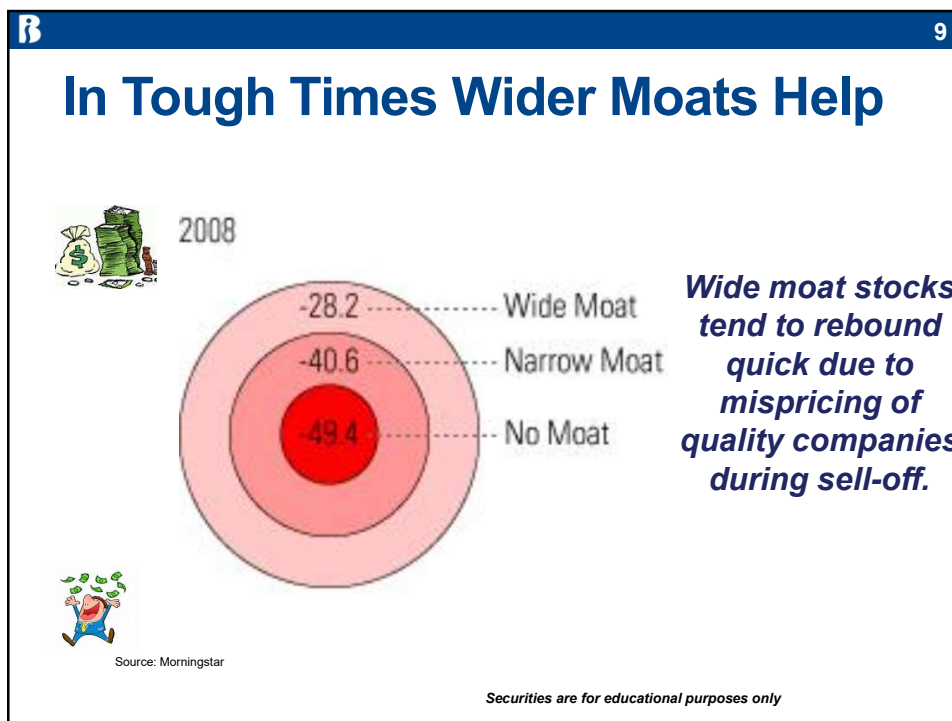 9
In Tough Times Wider Moats Help
2008
-28.2 Wide Moat
-40.6 Narrow Moat
-49.4 No Moat
Wide moat stocks
tend to rebound
quick due to
mispricing of
quality companies
during sell-off.
$
Source: Morningstar
Securities are for educational purposes only